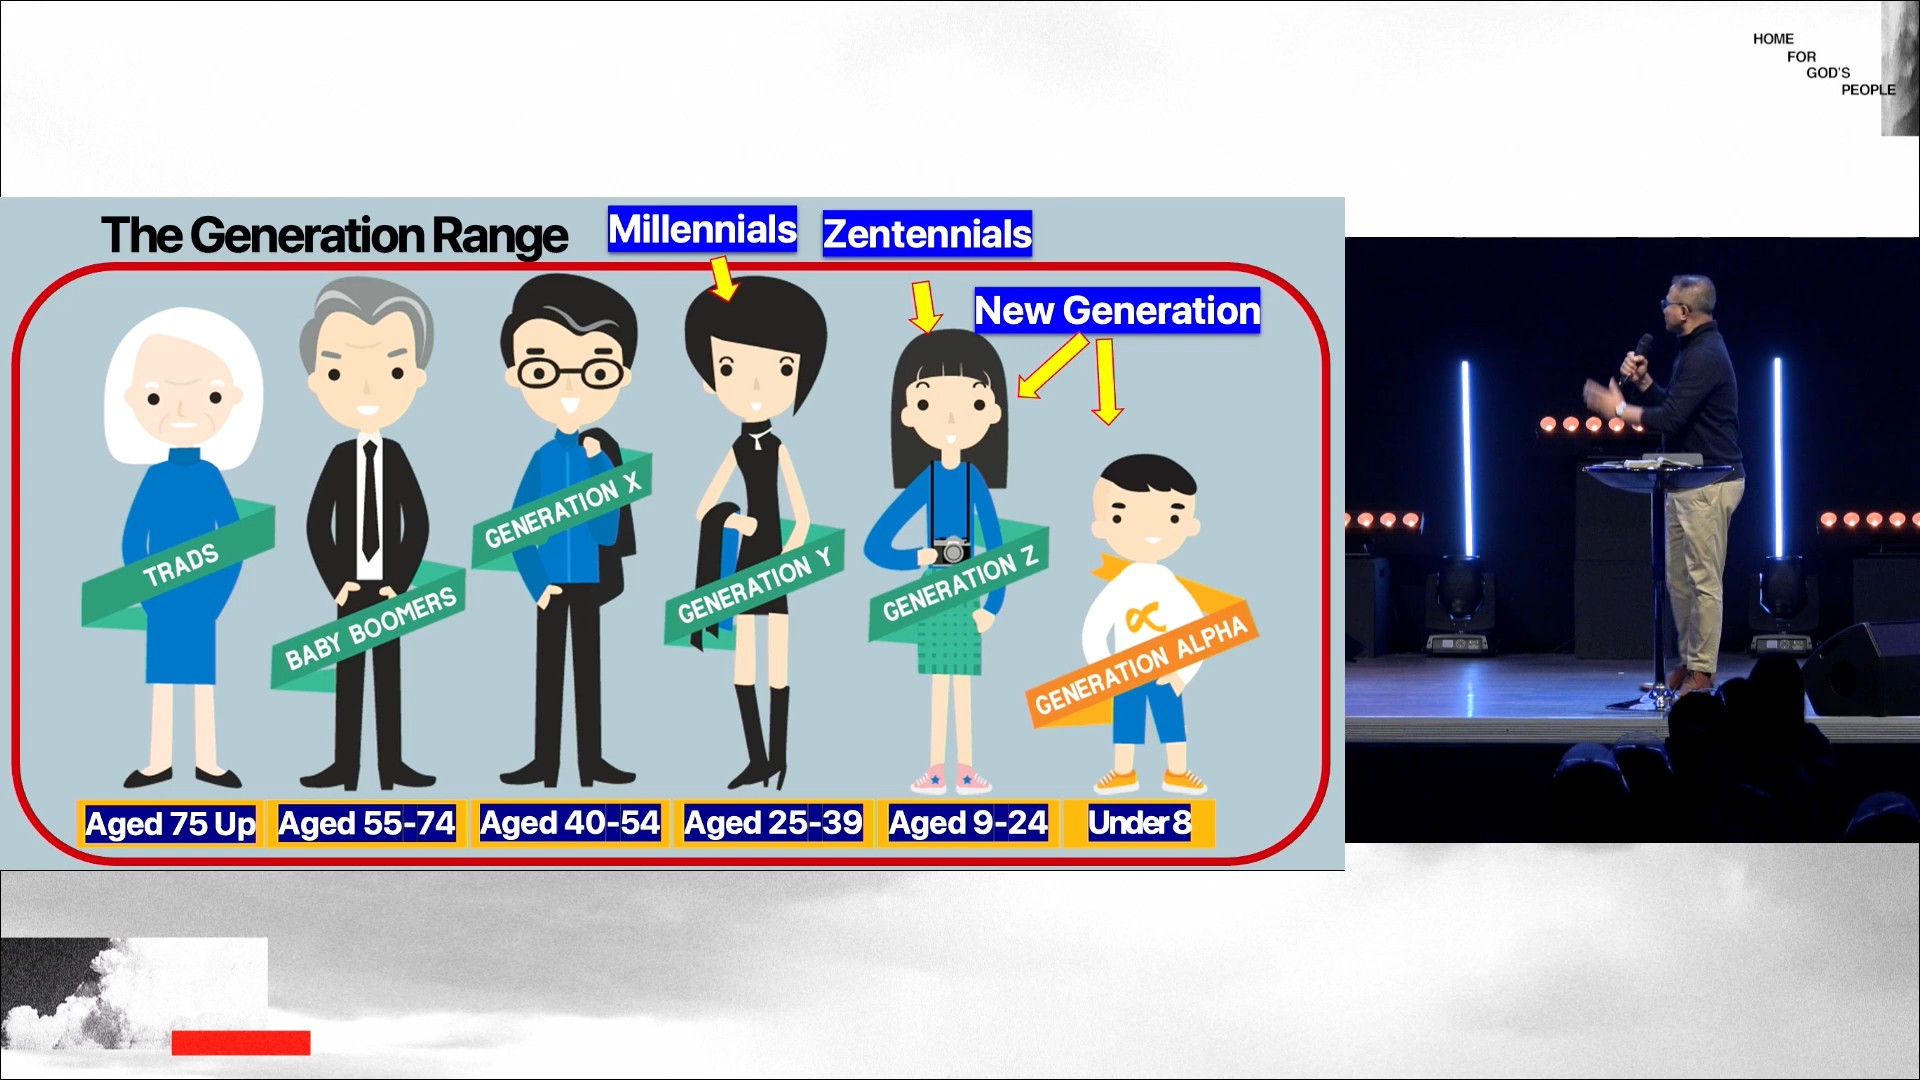 HOME
FOR
GOD'S
PEOPLE
The Generation Range
Millennials
Zentennials
New Generation
TRADS
BABY BOOMERS
GENERATION X
GENERATION Y
GENERATION Z
GENERATION ALPHA
Aged 75 Up
Aged 55-74
Aged 40-54
Aged 25-39
Aged 9-24
Under 8